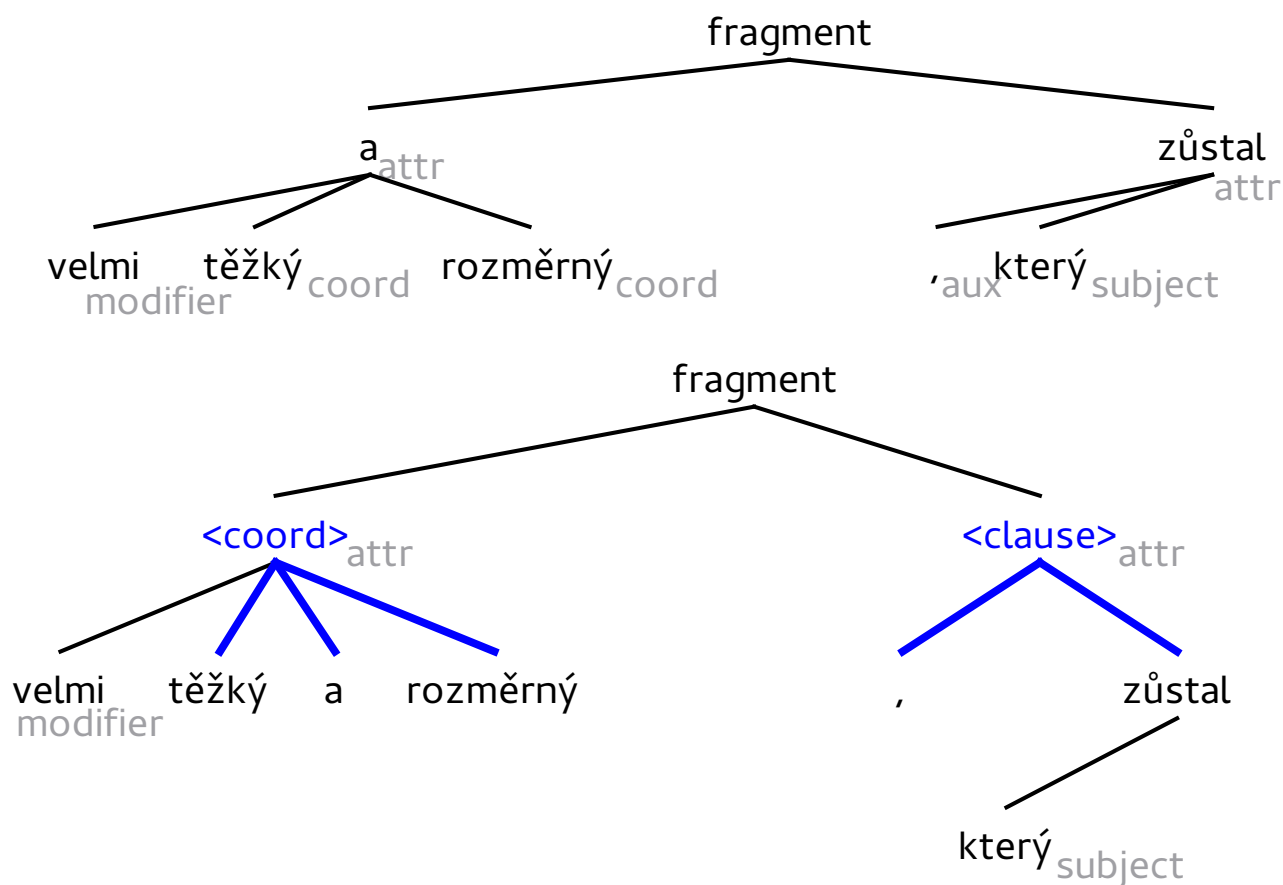 fragment
a attr zůstal attr
velmi modifier těžký coord rozměrný coord , aux který subject
fragment
<coord> attr <clause> attr
velmi modifier těžký a rozměrný , zůstal
který subject